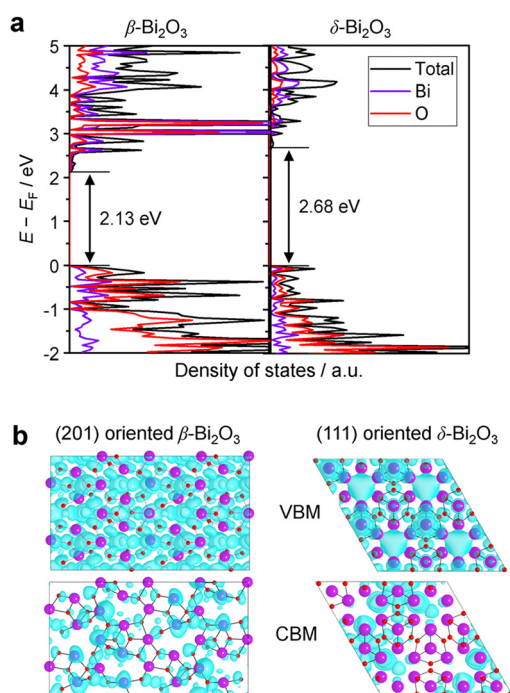 a
β-Bi₂O₃ δ-Bi₂O₃
5
4
3
2
1
0
-1
-2
E − E_F / eV
2.13 eV
2.68 eV
Total
Bi
O
Density of states / a.u.
b
(201) oriented β-Bi₂O₃ (111) oriented δ-Bi₂O₃
VBM
CBM